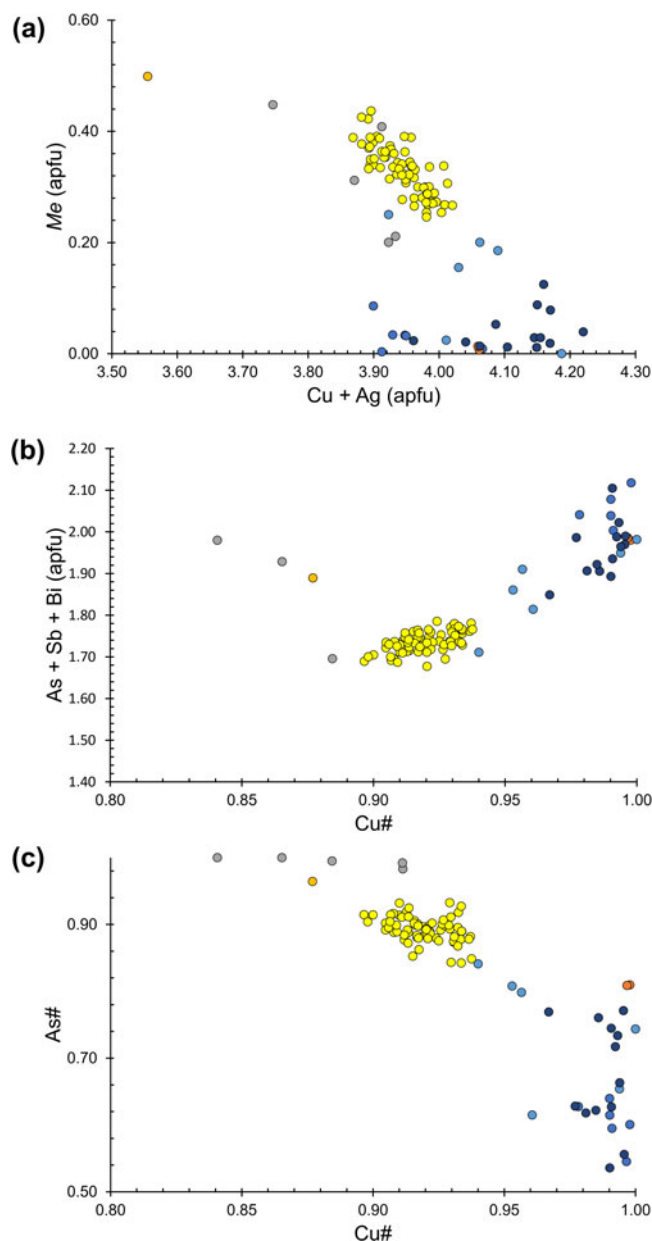 (a)
0.60
0.40
Me (apfu)
0.20
0.00
3.50 3.60 3.70 3.80 3.90 4.00 4.10 4.20 4.30
Cu + Ag (apfu)
(b)
2.20
2.10
2.00
1.90
As + Sb + Bi (apfu)
1.80
1.70
1.60
1.50
1.40
0.80 0.85 0.90 0.95 1.00
Cu#
(c)
0.90
As#
0.70
0.50
0.80 0.85 0.90 0.95 1.00
Cu#